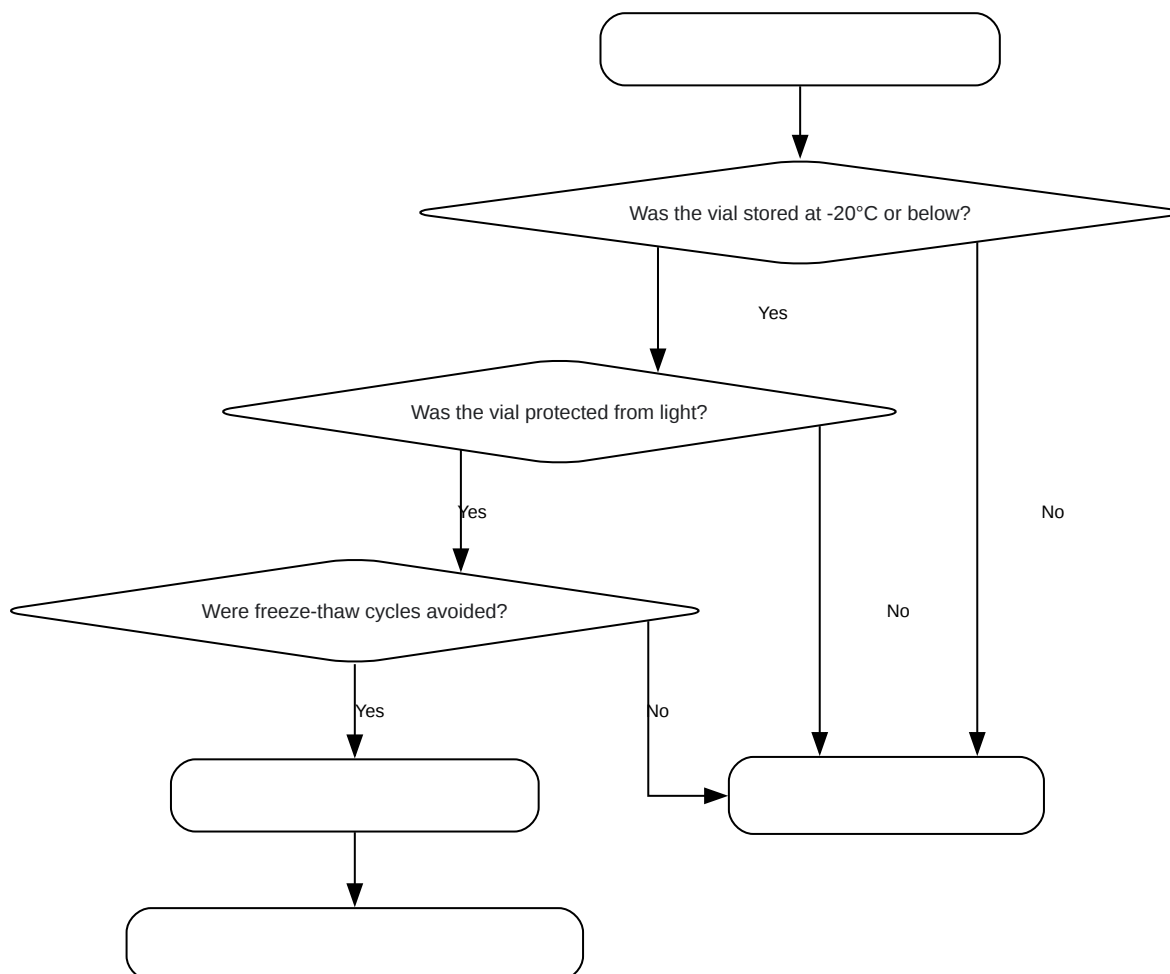 Was the vial stored at -20°C or below?
Yes
Was the vial protected from light?
Yes
No
Were freeze-thaw cycles avoided?
No
Yes
No